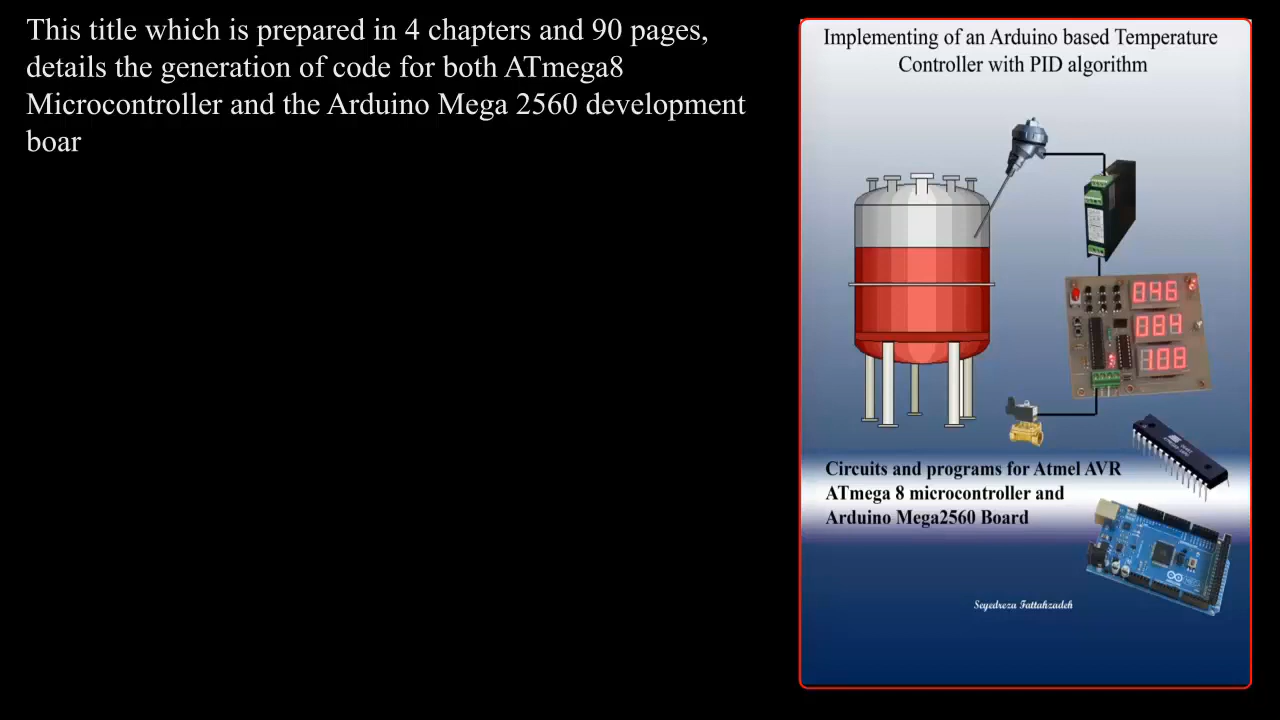 This title which is prepared in 4 chapters and 90 pages,
details the generation of code for both ATmega8
Microcontroller and the Arduino Mega 2560 development
boar
Implementing of an Arduino based Temperature
Controller with PID algorithm
046
084
108
Circuits and programs for Atmel AVR
ATmega 8 microcontroller and
Arduino Mega2560 Board
Seyedreza Fattahzadeh